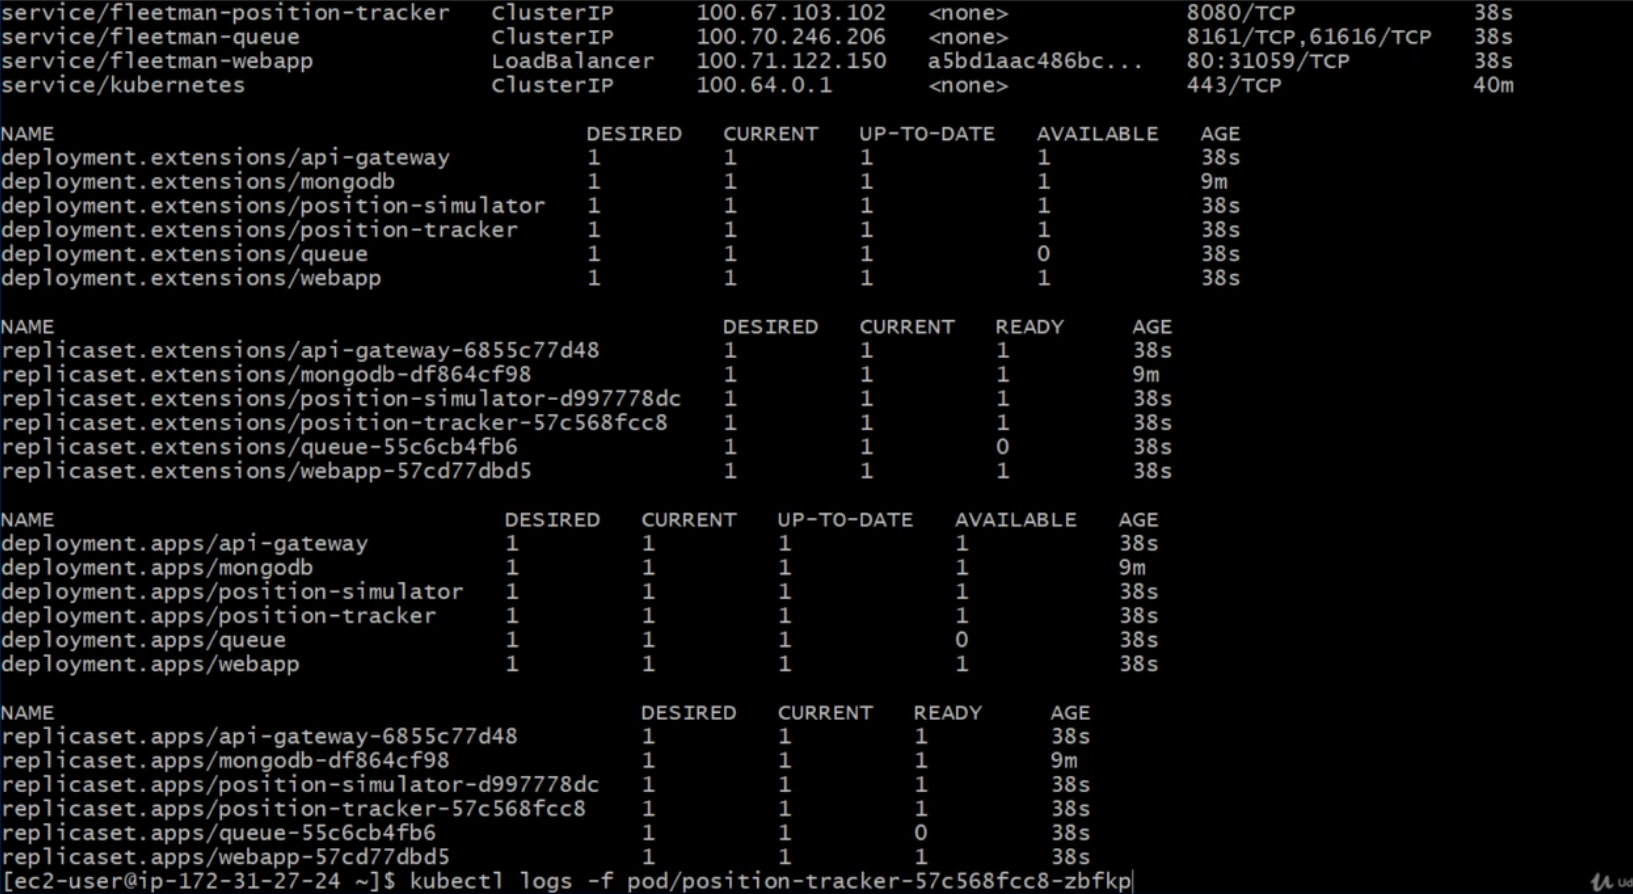 service/fleetman-position-tracker ClusterIP 100.67.103.102 <none> 8080/TCP 38s
service/fleetman-queue ClusterIP 100.70.246.206 <none> 8161/TCP,61616/TCP 38s
service/fleetman-webapp LoadBalancer 100.71.122.150 a5bd1aac486bc... 80:31059/TCP 38s
service/kubernetes ClusterIP 100.64.0.1 <none> 443/TCP 40m
NAME DESIRED CURRENT UP-TO-DATE AVAILABLE AGE
deployment.extensions/api-gateway 1 1 1 1 38s
deployment.extensions/mongodb 1 1 1 1 9m
deployment.extensions/position-simulator 1 1 1 1 38s
deployment.extensions/position-tracker 1 1 1 1 38s
deployment.extensions/queue 1 1 1 0 38s
deployment.extensions/webapp 1 1 1 1 38s
NAME DESIRED CURRENT READY AGE
replicaset.extensions/api-gateway-6855c77d48 1 1 1 38s
replicaset.extensions/mongodb-df864cf98 1 1 1 9m
replicaset.extensions/position-simulator-d997778dc 1 1 1 38s
replicaset.extensions/position-tracker-57c568fcc8 1 1 1 38s
replicaset.extensions/queue-55c6cb4fb6 1 1 0 38s
replicaset.extensions/webapp-57cd77dbd5 1 1 1 38s
NAME DESIRED CURRENT UP-TO-DATE AVAILABLE AGE
deployment.apps/api-gateway 1 1 1 1 38s
deployment.apps/mongodb 1 1 1 1 9m
deployment.apps/position-simulator 1 1 1 1 38s
deployment.apps/position-tracker 1 1 1 1 38s
deployment.apps/queue 1 1 1 0 38s
deployment.apps/webapp 1 1 1 1 38s
NAME DESIRED CURRENT READY AGE
replicaset.apps/api-gateway-6855c77d48 1 1 1 38s
replicaset.apps/mongodb-df864cf98 1 1 1 9m
replicaset.apps/position-simulator-d997778dc 1 1 1 38s
replicaset.apps/position-tracker-57c568fcc8 1 1 1 38s
replicaset.apps/queue-55c6cb4fb6 1 1 0 38s
replicaset.apps/webapp-57cd77dbd5 1 1 1 38s
[ec2-user@ip-172-31-27-24 ~]$ kubectl logs -f pod/position-tracker-57c568fcc8-zbfkp